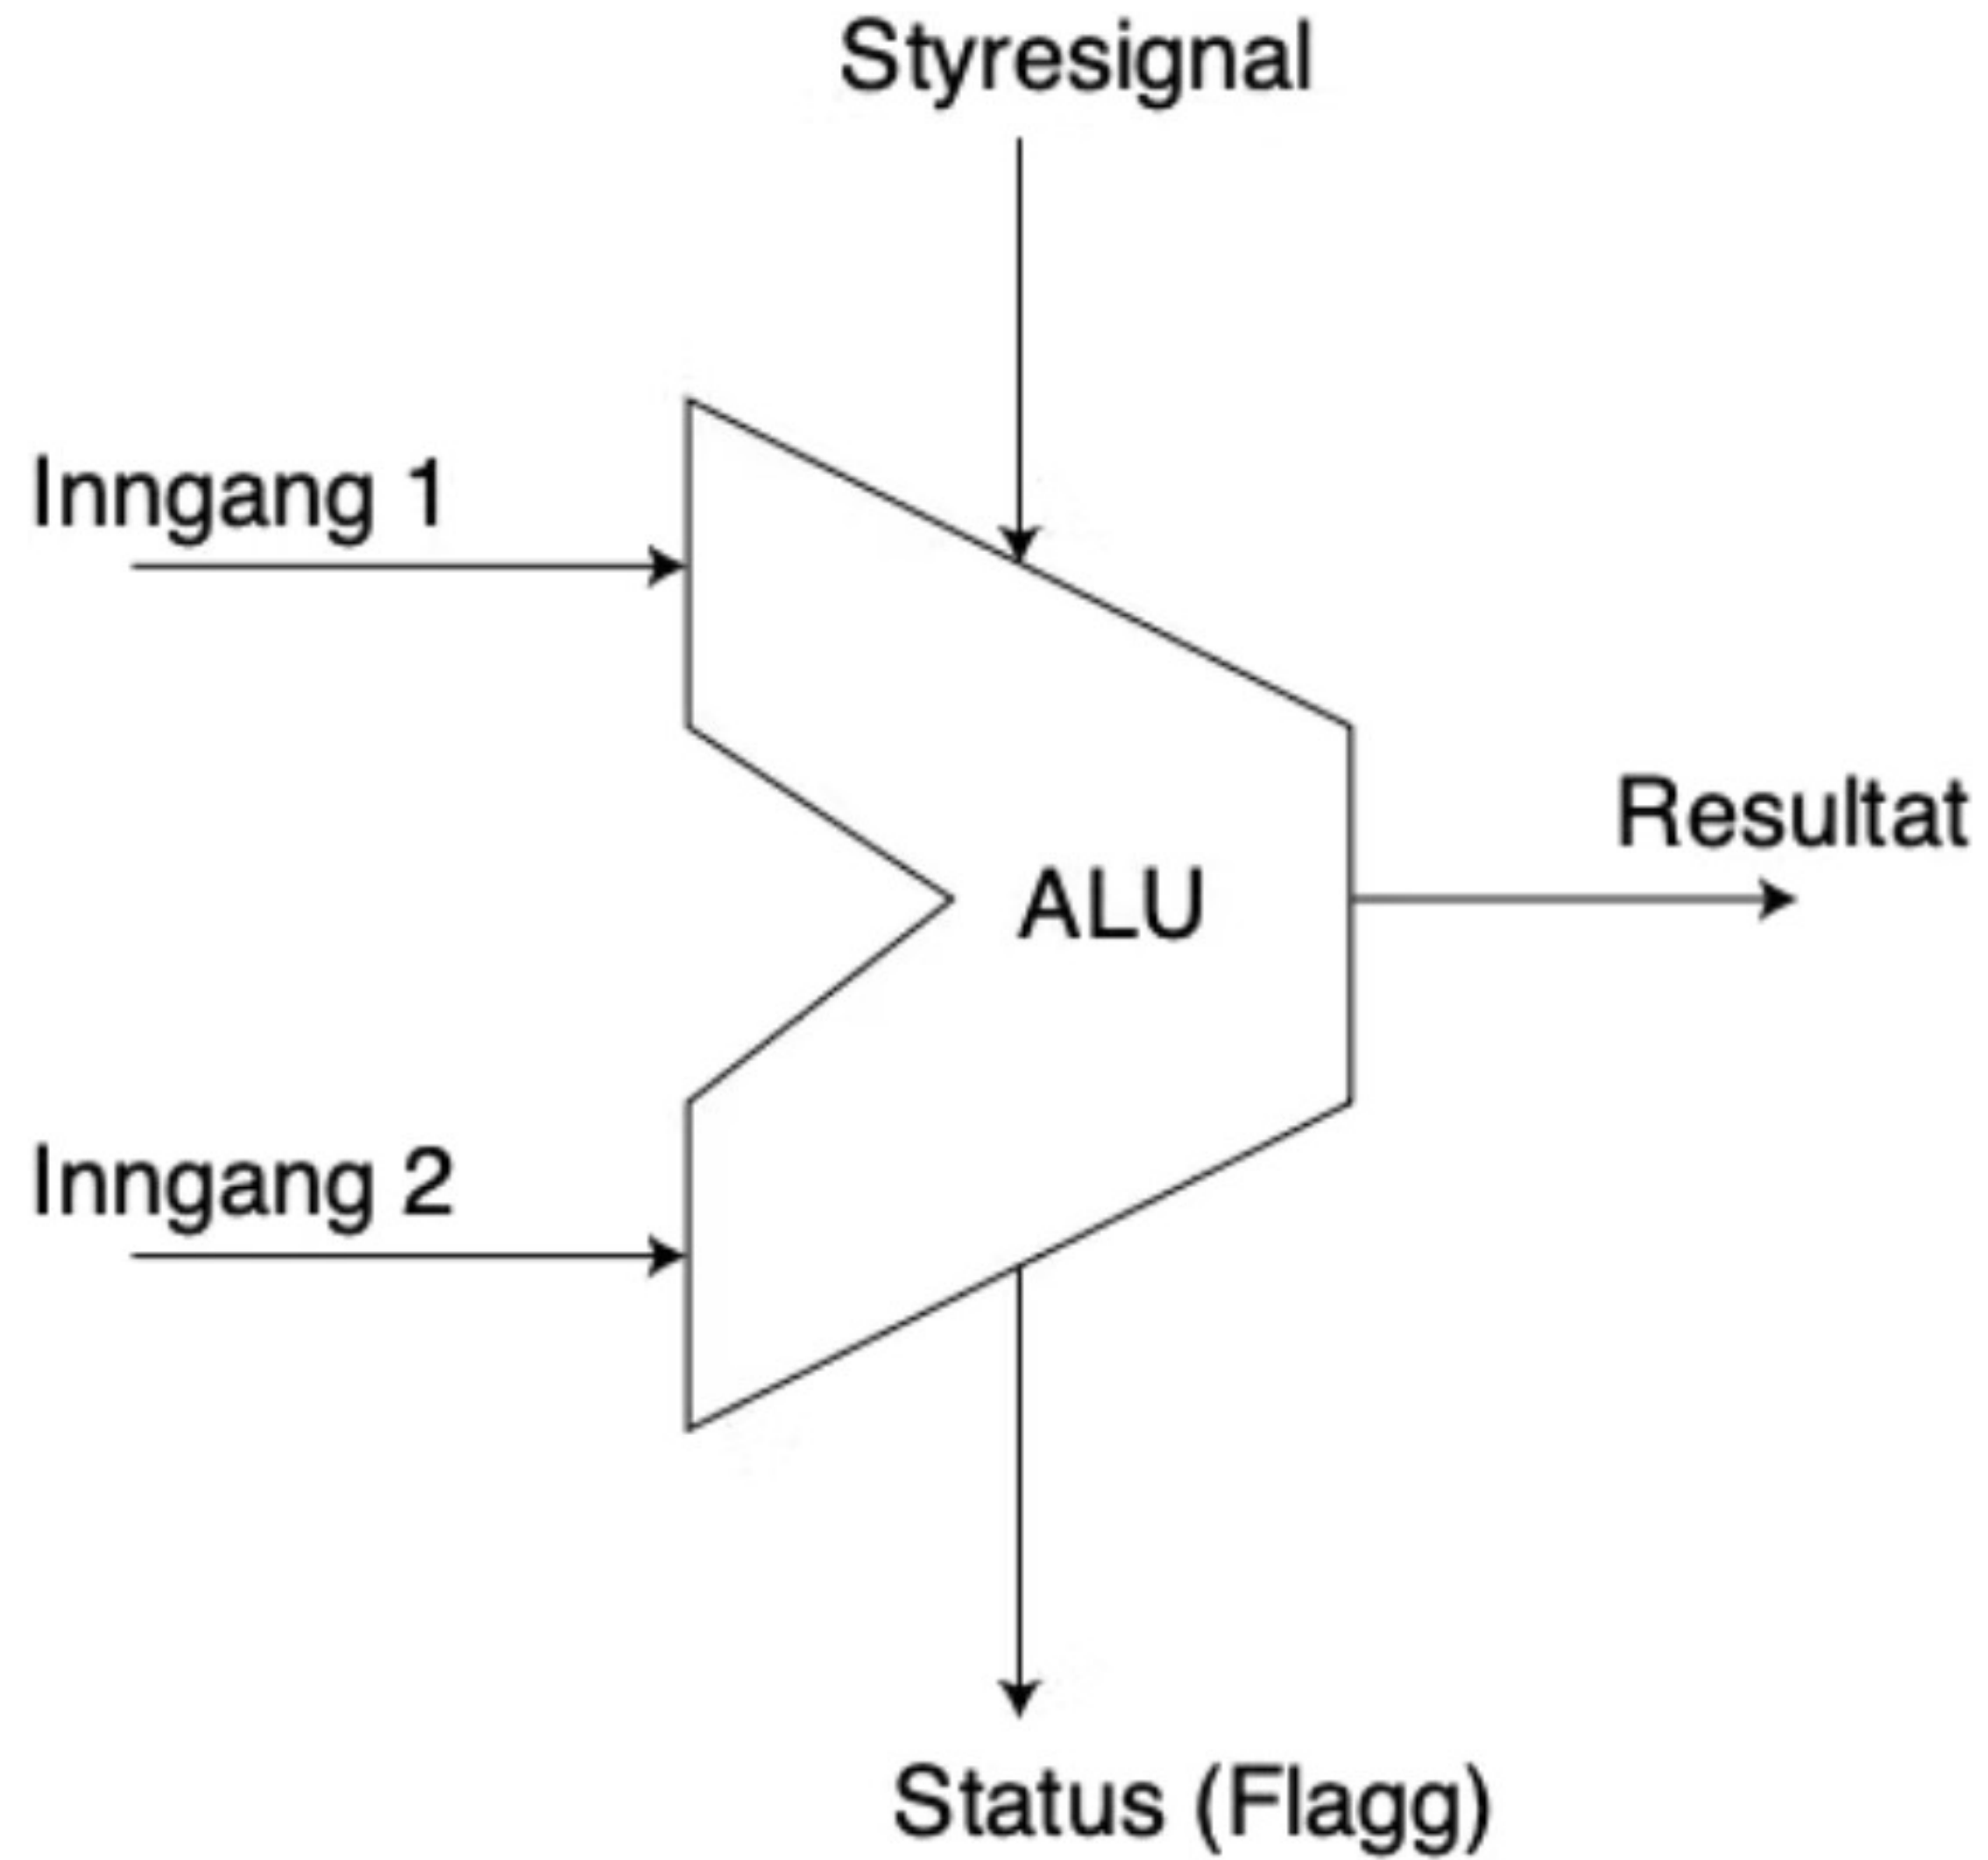 Styresignal
Inngang 1
ALU
Resultat
Inngang 2
Status (Flagg)